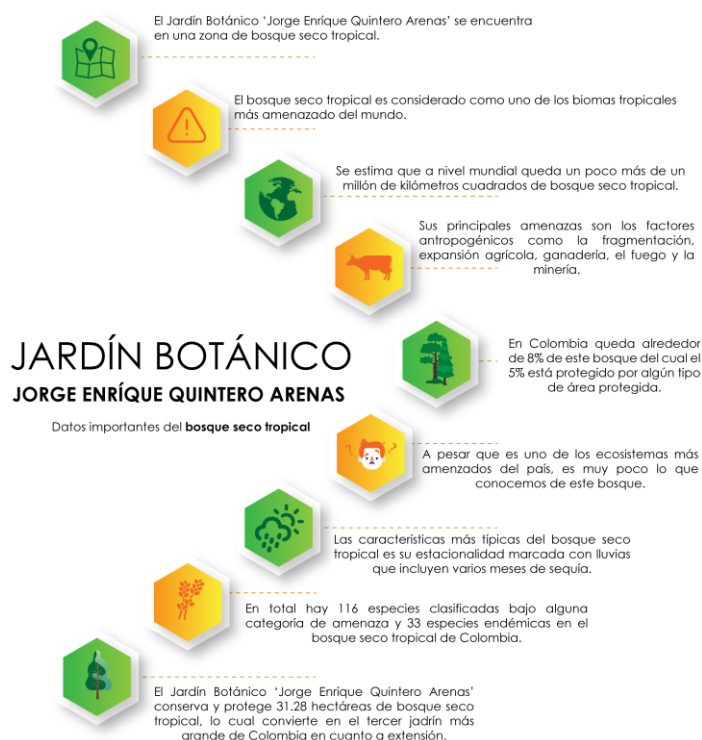 El Jardín Botánico ‘Jorge Enríque Quintero Arenas’ se encuentra
en una zona de bosque seco tropical.
El bosque seco tropical es considerado como uno de los biomas tropicales
más amenazado del mundo.
Se estima que a nivel mundial queda un poco más de un
millón de kilómetros cuadrados de bosque seco tropical.
Sus principales amenazas son los factores
antropogénicos como la fragmentación,
expansión agrícola, ganadería, el fuego y la
minería.
JARDÍN BOTÁNICO
JORGE ENRÍQUE QUINTERO ARENAS
Datos importantes del bosque seco tropical
En Colombia queda alrededor
de 8% de este bosque del cual el
5% está protegido por algún tipo
de área protegida.
A pesar que es uno de los ecosistemas más
amenzados del país, es muy poco lo que
conocemos de este bosque.
Las características más típicas del bosque seco
tropical es su estacionalidad marcada con lluvias
que incluyen varios meses de sequía.
En total hay 116 especies clasificadas bajo alguna
categoría de amenaza y 33 especies endémicas en el
bosque seco tropical de Colombia.
El Jardín Botánico ‘Jorge Enríque Quintero Arenas’
conserva y protege 31.28 hectáreas de bosque seco
tropical, lo cual convierte en el tercer jadrín más
grande de Colombia en cuanto a extensión.